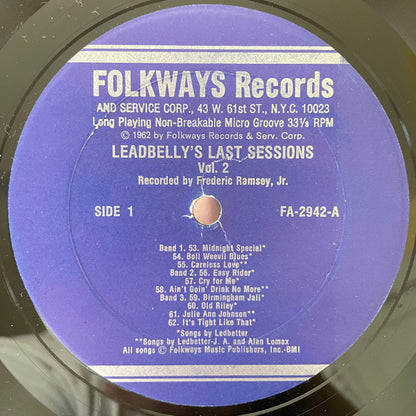 FOLKWAYS Records
AND SERVICE CORP., 43 W. 61st ST., N.Y.C. 10023
Long Playing Non-Breakable Micro Groove 33⅓ RPM
© 1962 by Folkways Records & Serv. Corp.
LEADBELLY'S LAST SESSIONS
Vol. 2
Recorded by Frederic Ramsey, Jr.
SIDE 1 FA-2942-A
Band 1. 53. Midnight Special*
54. Boll Weevil Blues*
55. Careless Love**
Band 2. 56. Easy Rider*
57. Cry for Me*
58. Ain't Goin' Drink No More**
Band 3. 59. Birmingham Jail*
60. Old Riley*
61. Julie Ann Johnson**
62. It's Tight Like That*
*Songs by Ledbetter
**Songs by Ledbetter-J. A. and Alan Lomax
All songs © Folkways Music Publishers, Inc.-BMI